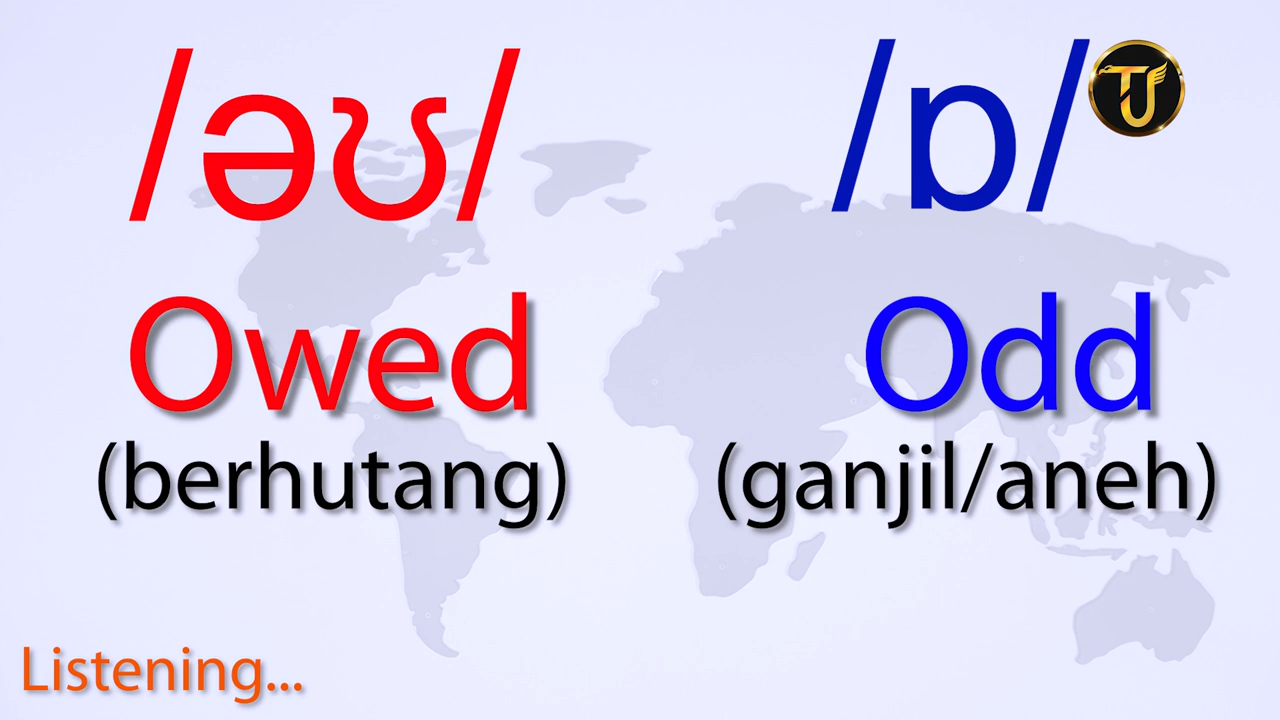 /əʊ/ /ɒ/
Owed Odd
(berhutang) (ganjil/aneh)
Listening...